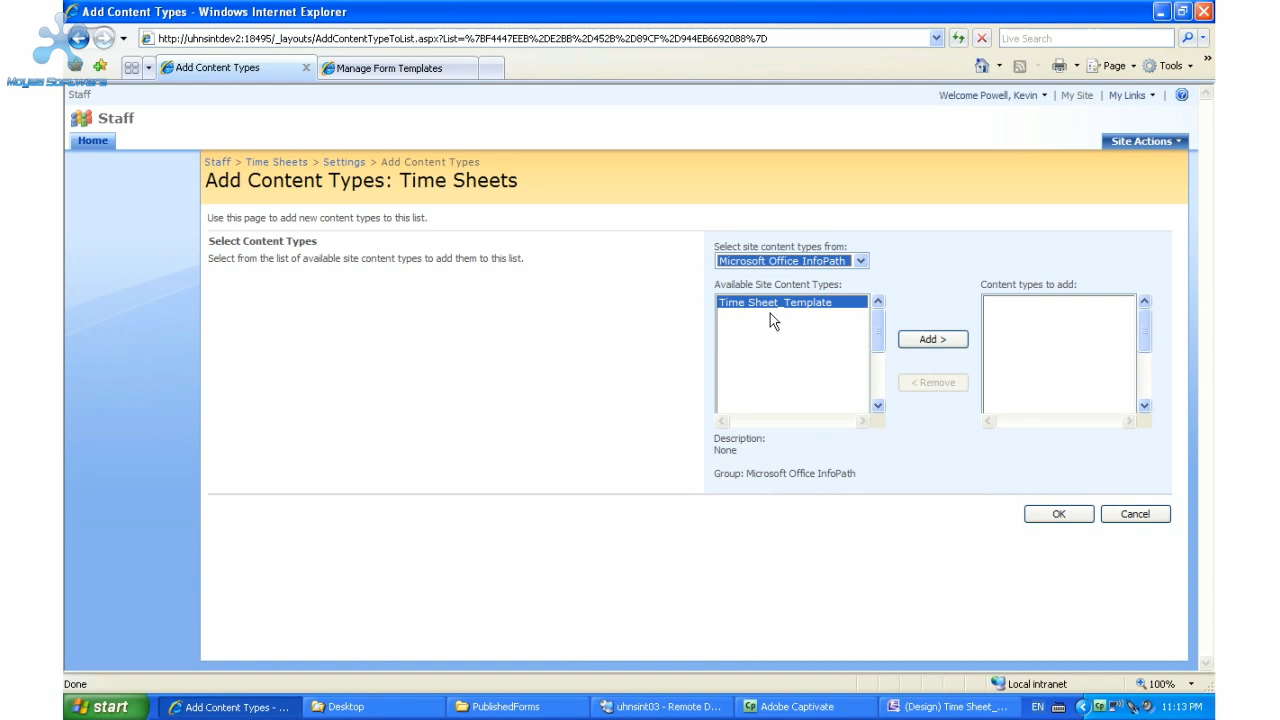 Add Content Types - Windows Internet Explorer
http://uhnsintdev2:18495/_layouts/AddContentTypeToList.aspx?List=%7BF4447EEB%2DE2BB%2D452B%2D89CF%2D944EB6692088%7D
Live Search
Add Content Types
Manage Form Templates
Page
Tools
Moyea Software
Staff
Welcome Powell, Kevin
My Site
My Links
Staff
Home
Site Actions
Staff > Time Sheets > Settings > Add Content Types
Add Content Types: Time Sheets
Use this page to add new content types to this list.
Select Content Types
Select from the list of available site content types to add them to this list.
Select site content types from:
Microsoft Office InfoPath
Available Site Content Types:
Content types to add:
Time Sheet_Template
Add >
< Remove
Description:
None
Group: Microsoft Office InfoPath
OK
Cancel
Done
Local intranet
100%
start
Add Content Types - ...
Desktop
PublishedForms
uhnsint03 - Remote D...
Adobe Captivate
(Design) Time Sheet_...
EN
11:13 PM